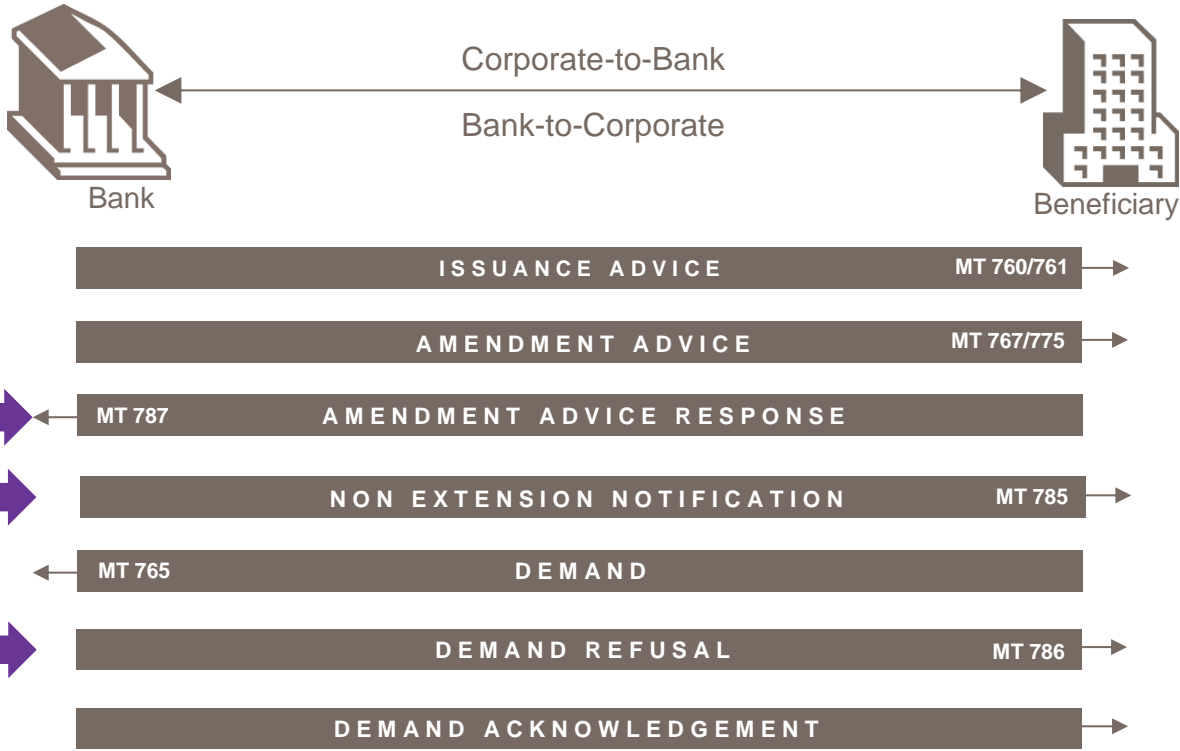 Corporate-to-Bank
Bank-to-Corporate
Bank
Beneficiary
ISSUANCE ADVICE MT 760/761
AMENDMENT ADVICE MT 767/775
MT 787 AMENDMENT ADVICE RESPONSE
NON EXTENSION NOTIFICATION MT 785
MT 765 DEMAND
DEMAND REFUSAL MT 786
DEMAND ACKNOWLEDGEMENT